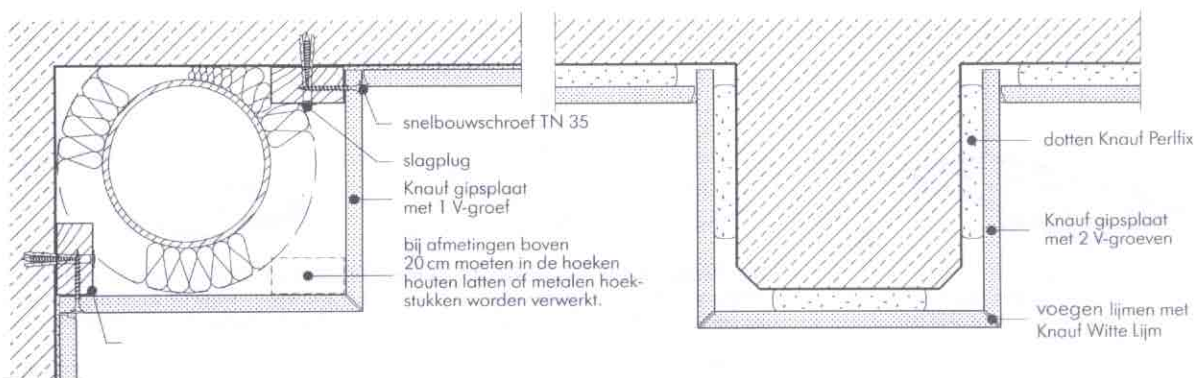 snelbouwschroef TN 35
slagplug
Knauf gipsplaat
met 1 V-groef
bij afmetingen boven
20 cm moeten in de hoeken
houten latten of metalen hoek-
stukken worden verwerkt.
dotten Knauf Perlfix
Knauf gipsplaat
met 2 V-groeven
voegen lijmen met
Knauf Witte Lijm